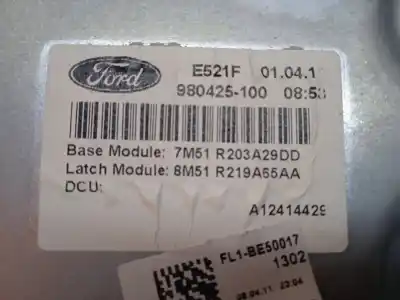 Ford
E521F 01.04.1
980425-100 08:53
Base Module: 7M51 R203A29DD
Latch Module: 8M51 R219A65AA
DCU:
A12414429
FL1-BE50017
1302